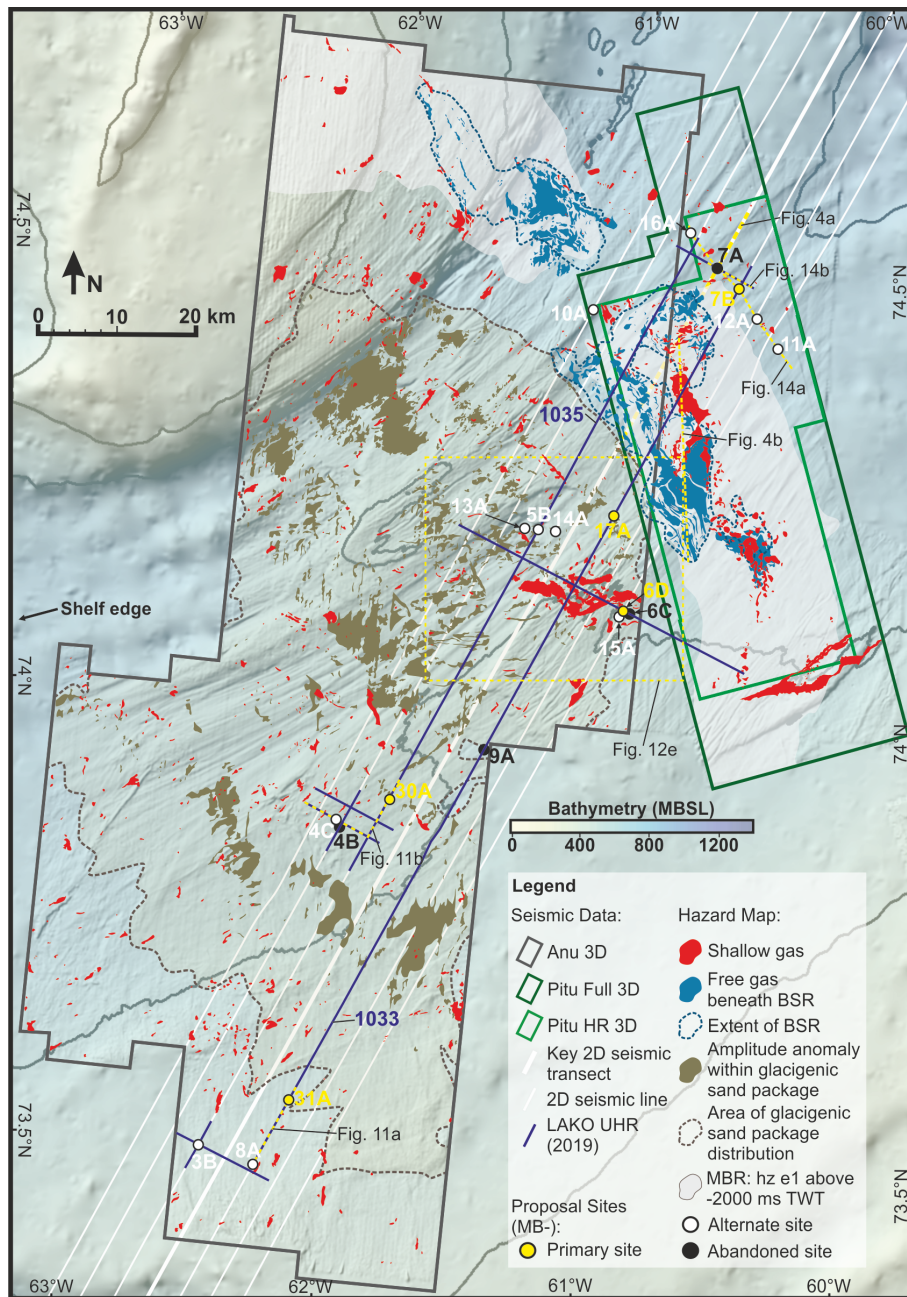 63°W
62°W
61°W
60°W
74.5°N
N
0
10
20 km
16A
Fig. 4a
7A
Fig. 14b
7B
74.5°N
10A
12A
11A
Fig. 14a
1035
Fig. 4b
13A
5B
14A
17A
6D
6C
15A
Shelf edge
74°N
Fig. 12e
9A
74°N
30A
4C
4B
Fig. 11b
Bathymetry (MBSL)
0
400
800
1200
1033
31A
Fig. 11a
73.5°N
3B
8A
73.5°N
Legend
Seismic Data:
Anu 3D
Pitu Full 3D
Pitu HR 3D
Key 2D seismic
transect
2D seismic line
LAKO UHR
(2019)
Hazard Map:
Shallow gas
Free gas
beneath BSR
Extent of BSR
Amplitude anomaly
within glacigenic
sand package
Area of glacigenic
sand package
distribution
MBR: hz e1 above
-2000 ms TWT
Proposal Sites
(MB-):
Primary site
Alternate site
Abandoned site
63°W
62°W
61°W
60°W